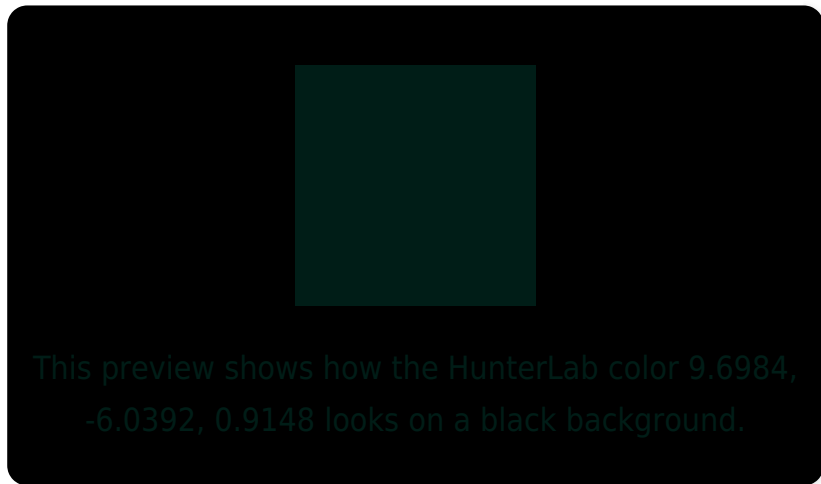 This preview shows how the HunterLab color 9.6984,
-6.0392, 0.9148 looks on a black background.